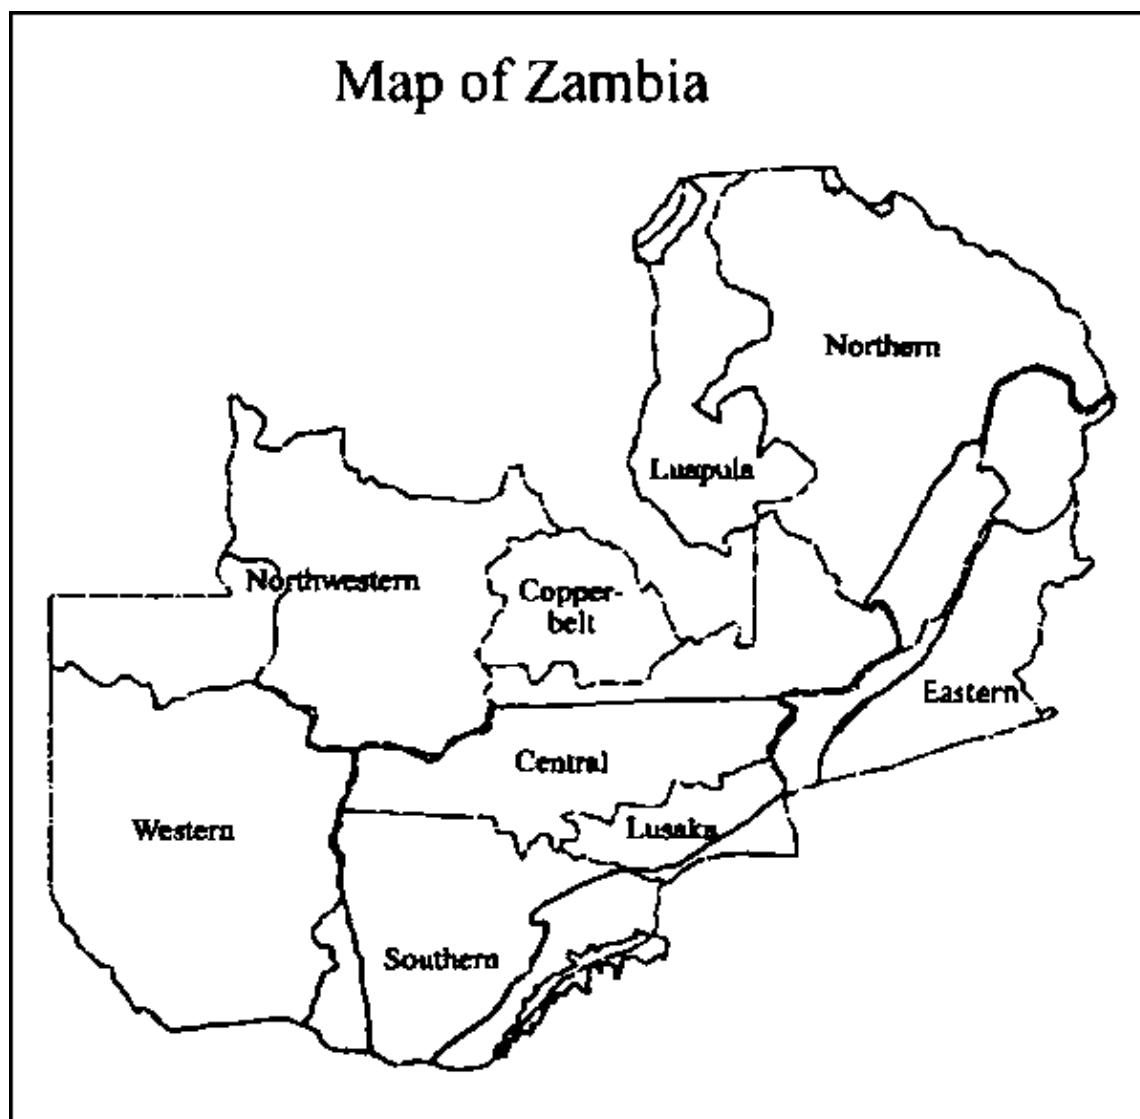 Map of Zambia
Northern
Luapula
Northwestern
Copper-
belt
Eastern
Central
Western
Lusaka
Southern